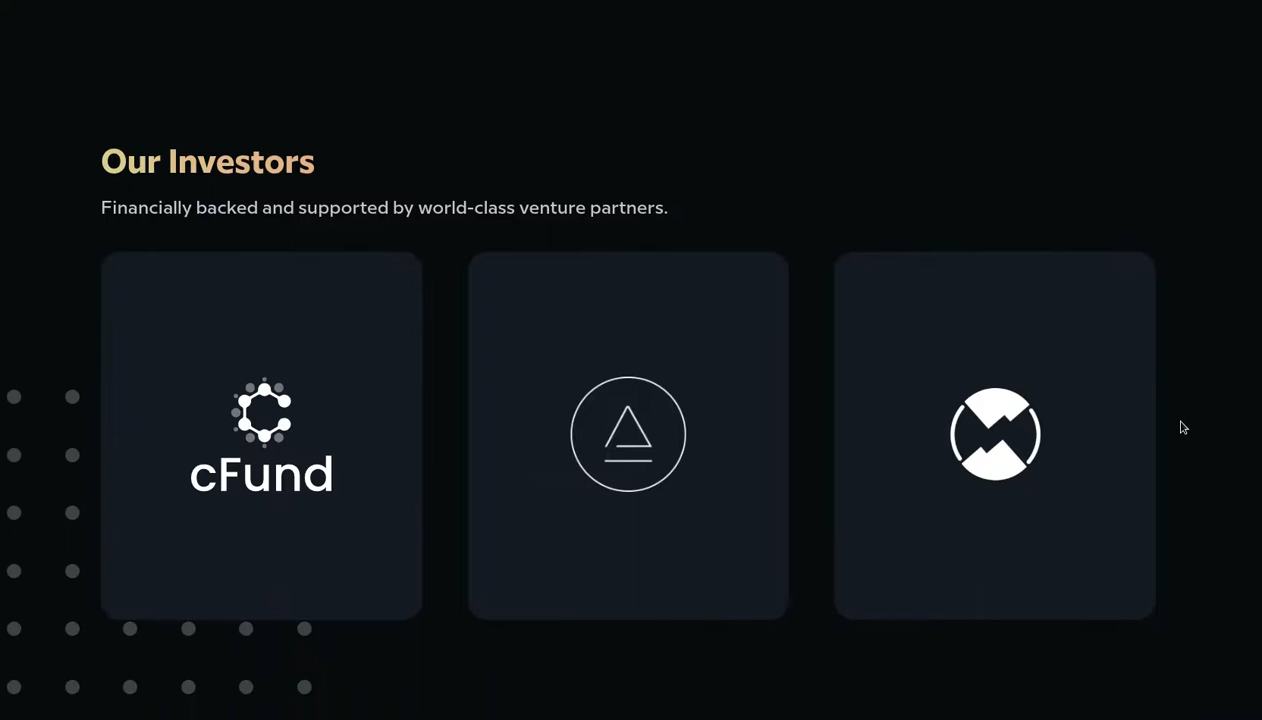 Our Investors
Financially backed and supported by world-class venture partners.
cFund